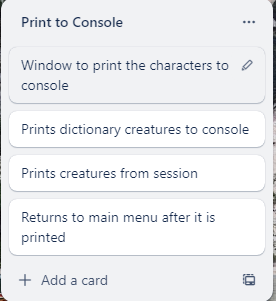 Print to Console
Window to print the characters to
console
Prints dictionary creatures to console
Prints creatures from session
Returns to main menu after it is
printed
Add a card